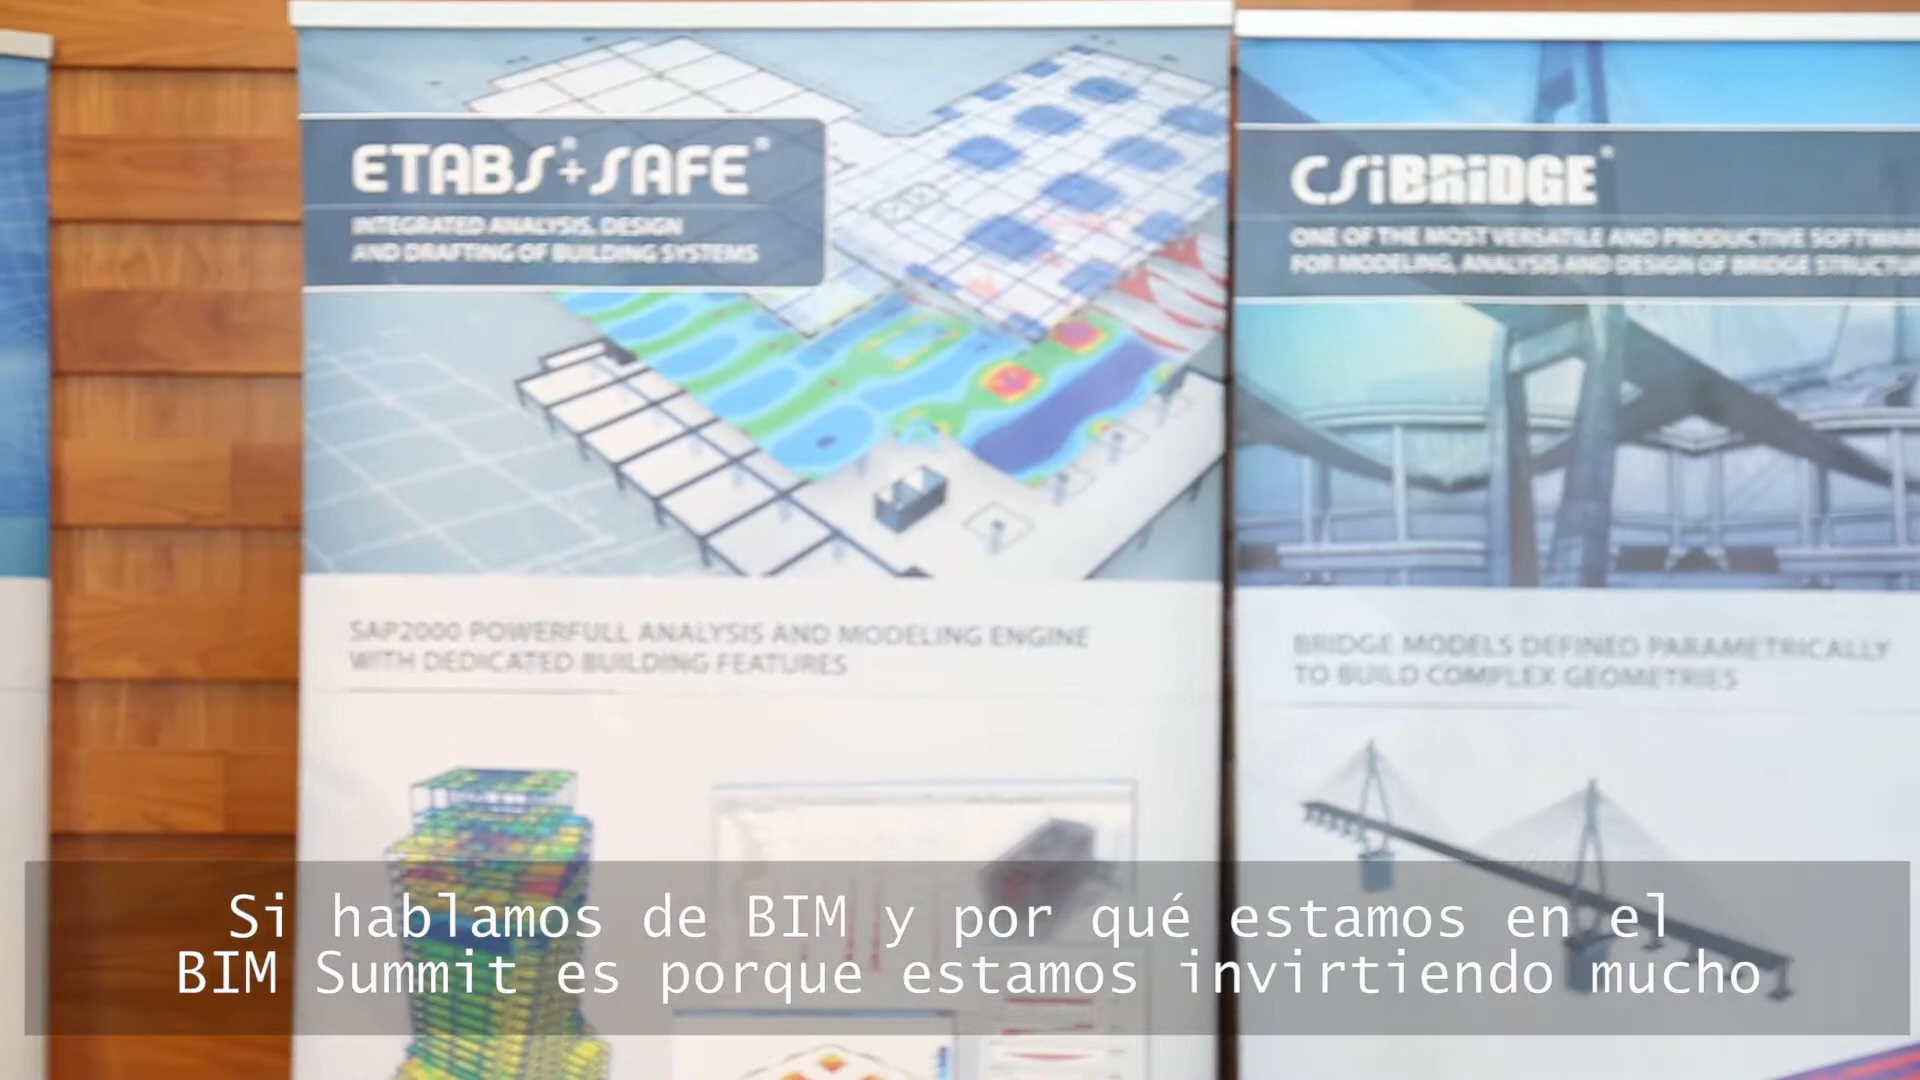 ETABS®+SAFE®
INTEGRATED ANALYSIS, DESIGN
AND DRAFTING OF BUILDING SYSTEMS
SAP2000 POWERFULL ANALYSIS AND MODELING ENGINE
WITH DEDICATED BUILDING FEATURES
CSiBRiDGE®
ONE OF THE MOST VERSATILE AND PRODUCTIVE
FOR MODELING, ANALYSIS AND DESIGN OF BRIDGE
BRIDGE MODELS DEFINED PARAMETRICALLY
TO BUILD COMPLEX GEOMETRIES
Si hablamos de BIM y por qué estamos en el
BIM Summit es porque estamos invirtiendo mucho